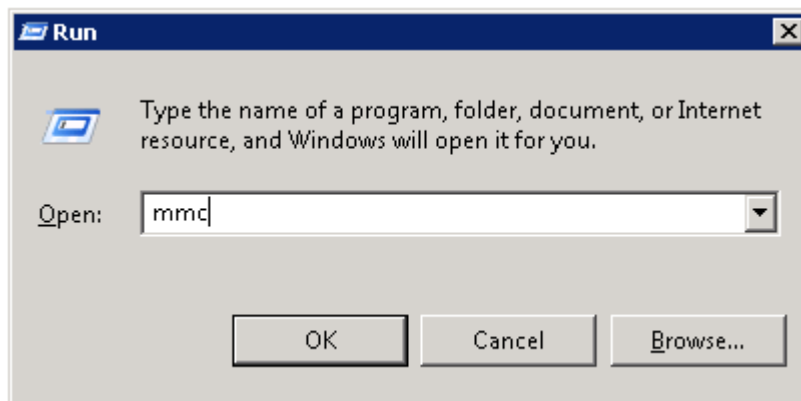 Run
Type the name of a program, folder, document, or Internet
resource, and Windows will open it for you.
Open: mmc
OK Cancel Browse...